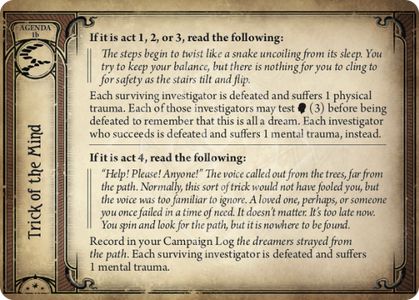 AGENDA
1b
Trick of the Mind
If it is act 1, 2, or 3, read the following:
The steps begin to twist like a snake uncoiling from its sleep. You
try to keep your balance, but there is nothing for you to cling to
for safety as the stairs tilt and flip.
Each surviving investigator is defeated and suffers 1 physical
trauma. Each of those investigators may test (3) before being
defeated to remember that this is all a dream. Each investigator
who succeeds is defeated and suffers 1 mental trauma, instead.
If it is act 4, read the following:
“Help! Please! Anyone!” The voice called out from the trees, far from
the path. Normally, this sort of trick would not have fooled you, but
the voice was too familiar to ignore. A loved one, perhaps, or someone
you once failed in a time of need. It doesn’t matter. It’s too late now.
You spin and look for the path, but it is nowhere to be found.
Record in your Campaign Log the dreamers strayed from
the path. Each surviving investigator is defeated and suffers
1 mental trauma.